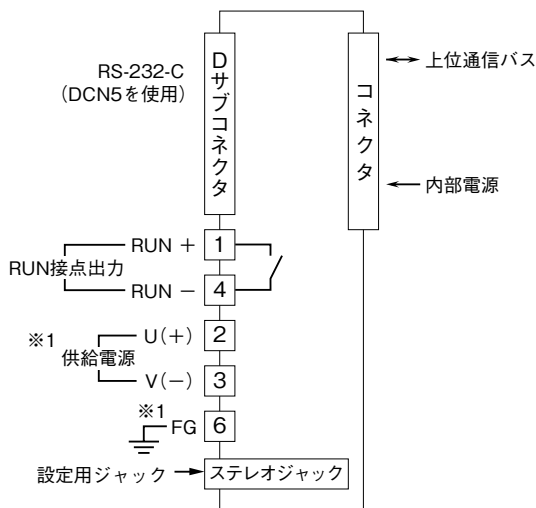 RS-232-C
（DCN5を使用）
Dサブコネクタ
コネクタ
上位通信バス
内部電源
RUN接点出力
RUN ＋
1
RUN －
4
※1
供給電源
U（＋）
2
V（－）
3
※1
FG
6
設定用ジャック
ステレオジャック